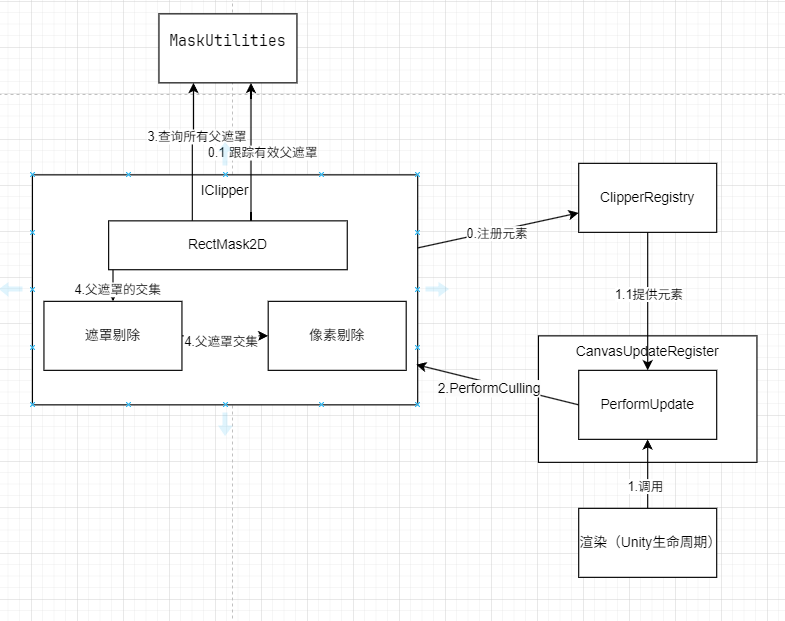 MaskUtilities
3.查询所有父遮罩
0.1 跟踪有效父遮罩
IClipper
RectMask2D
ClipperRegistry
0.注册元素
4.父遮罩的交集
1.1提供元素
遮罩剔除
4.父遮罩交集
像素剔除
CanvasUpdateRegister
2.PerformCulling
PerformUpdate
1.调用
渲染（Unity生命周期）